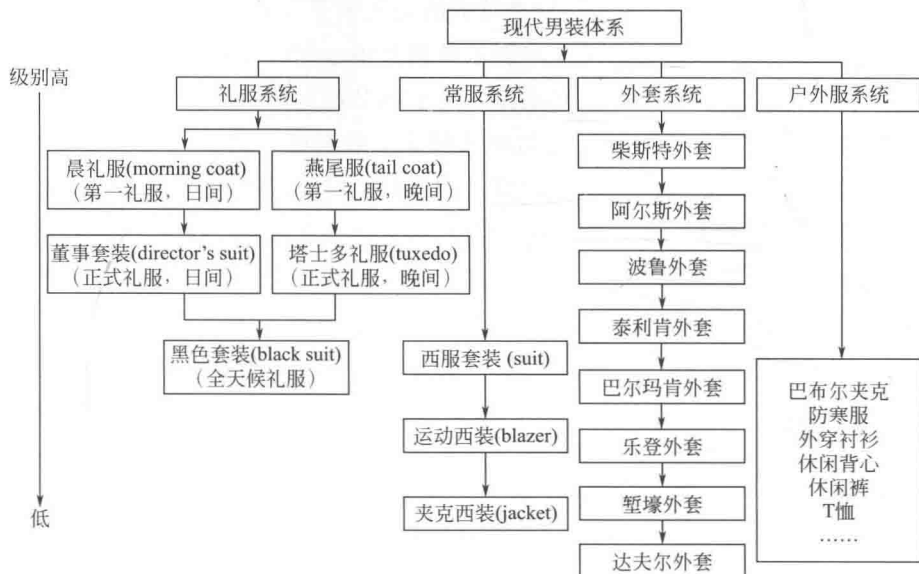 现代男装体系
级别高
礼服系统
常服系统
外套系统
户外服系统
晨礼服(morning coat)
(第一礼服，日间)
燕尾服(tail coat)
(第一礼服，晚间)
董事套装(director's suit)
(正式礼服，日间)
塔士多礼服(tuxedo)
(正式礼服，晚间)
黑色套装(black suit)
(全天候礼服)
西服套装 (suit)
运动西装(blazer)
夹克西装(jacket)
柴斯特外套
阿尔斯外套
波鲁外套
泰利肯外套
巴尔玛肯外套
乐登外套
堑壕外套
达夫尔外套
巴布尔夹克
防寒服
外穿衬衫
休闲背心
休闲裤
T恤
……
低